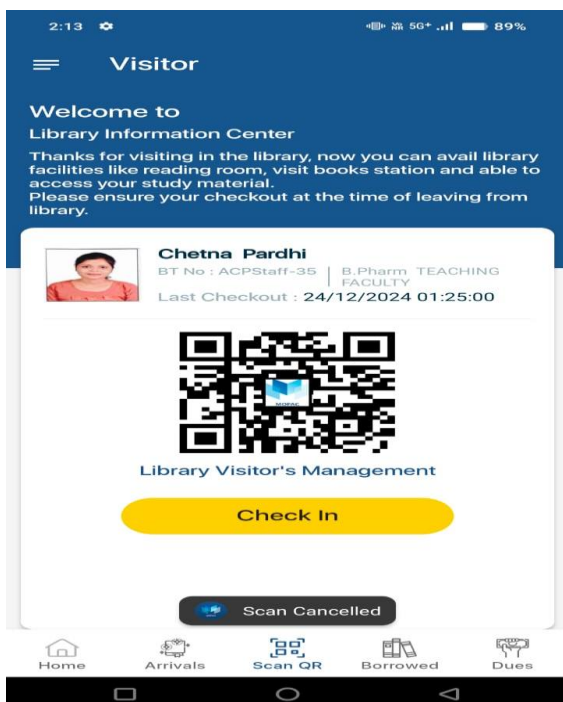 2:13 5G+ 89%
Visitor
Welcome to
Library Information Center
Thanks for visiting in the library, now you can avail library
facilities like reading room, visit books station and able to
access your study material.
Please ensure your checkout at the time of leaving from
library.
Chetna Pardhi
BT No : ACPStaff-35 | B.Pharm TEACHING
FACULTY
Last Checkout : 24/12/2024 01:25:00
Library Visitor's Management
Check In
Scan Cancelled
Home Arrivals Scan QR Borrowed Dues